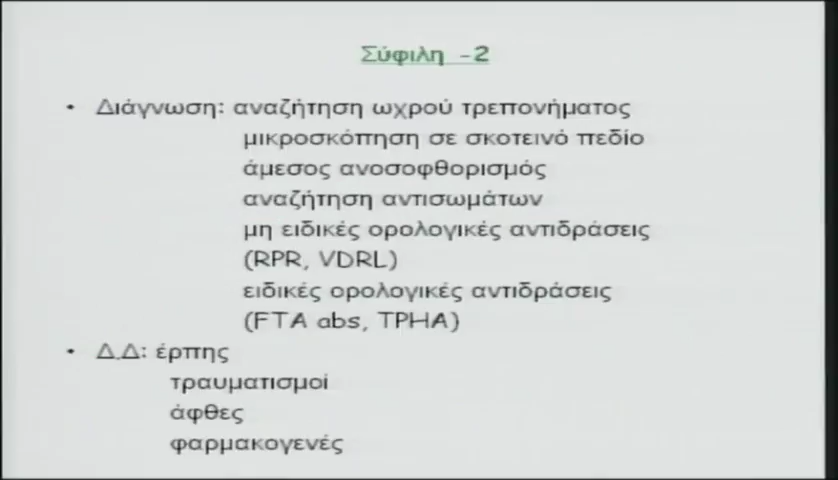 Σύφιλη -2
• Διάγνωση: αναζήτηση ωχρού τρεπονήματος
μικροσκόπηση σε σκοτεινό πεδίο
άμεσος ανοσοφθορισμός
αναζήτηση αντισωμάτων
μη ειδικές ορολογικές αντιδράσεις
(RPR, VDRL)
ειδικές ορολογικές αντιδράσεις
(FTA abs, TPHA)
• Δ.Δ: έρπης
τραυματισμοί
άφθες
φαρμακογενές